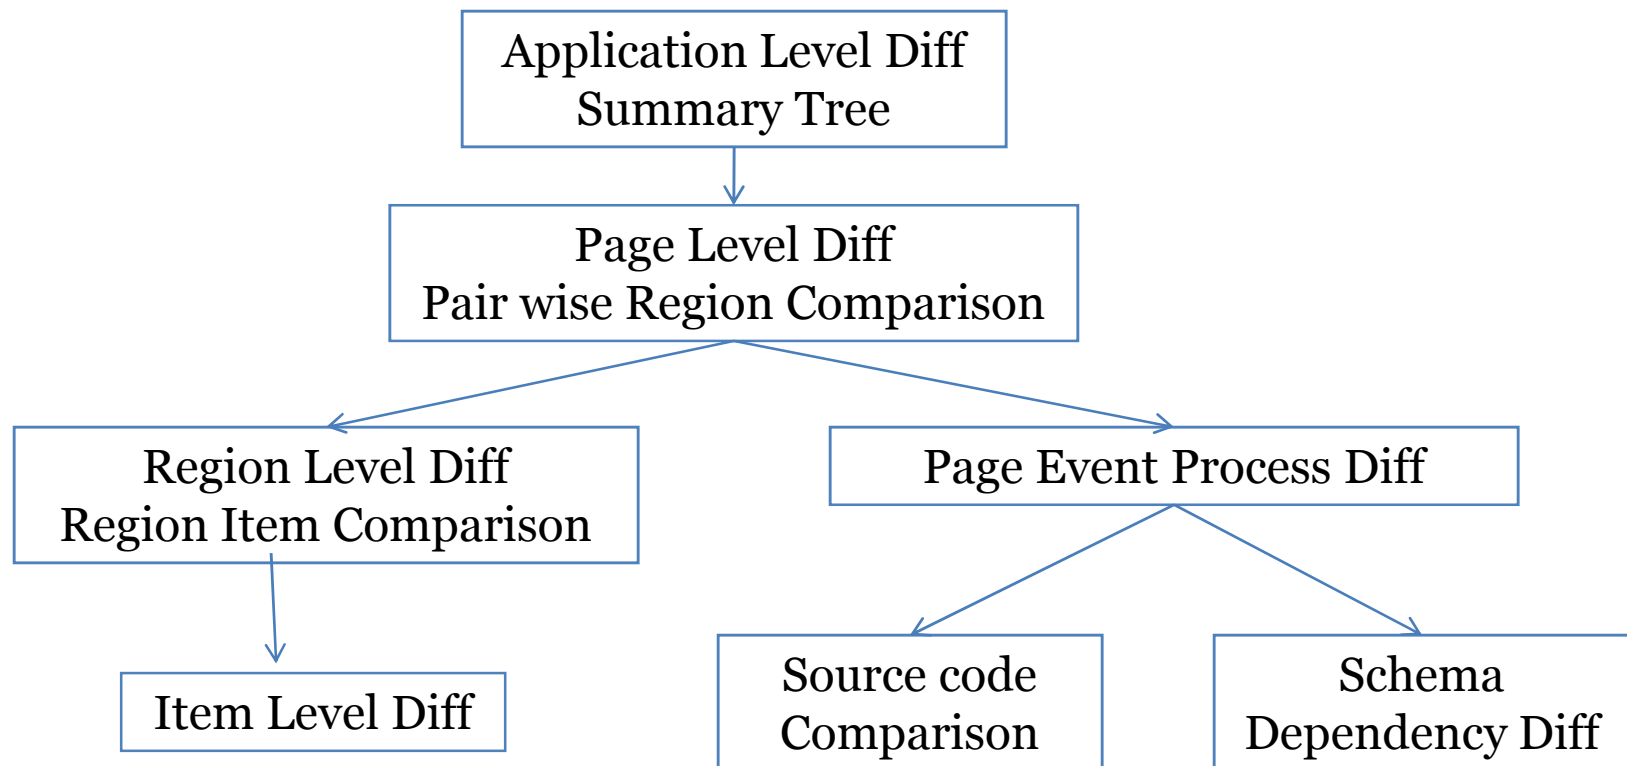 Application Level Diff
Summary Tree
Page Level Diff
Pair wise Region Comparison
Region Level Diff
Region Item Comparison
Page Event Process Diff
Item Level Diff
Source code
Comparison
Schema
Dependency Diff